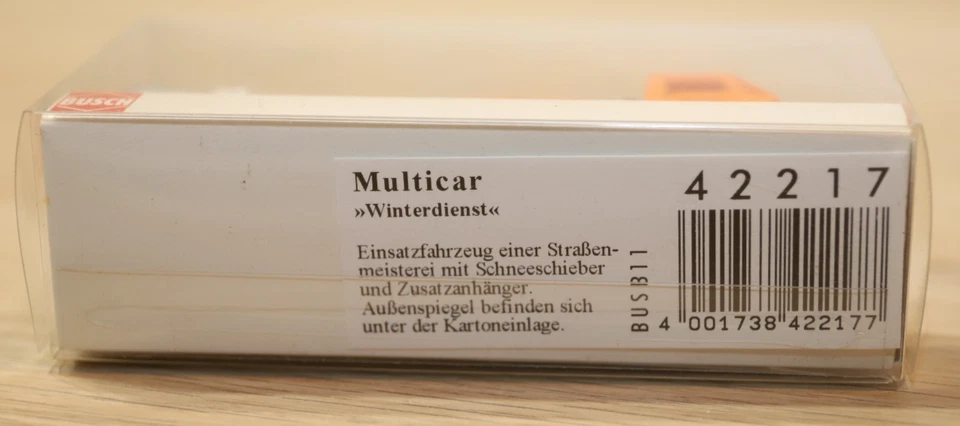 BUSCH
Multicar
»Winterdienst«
Einsatzfahrzeug einer Straßen-
meisterei mit Schneeschieber
und Zusatzanhänger.
Außenspiegel befinden sich
unter der Kartoneinlage.
BUSB11
42217
4 001738 422177